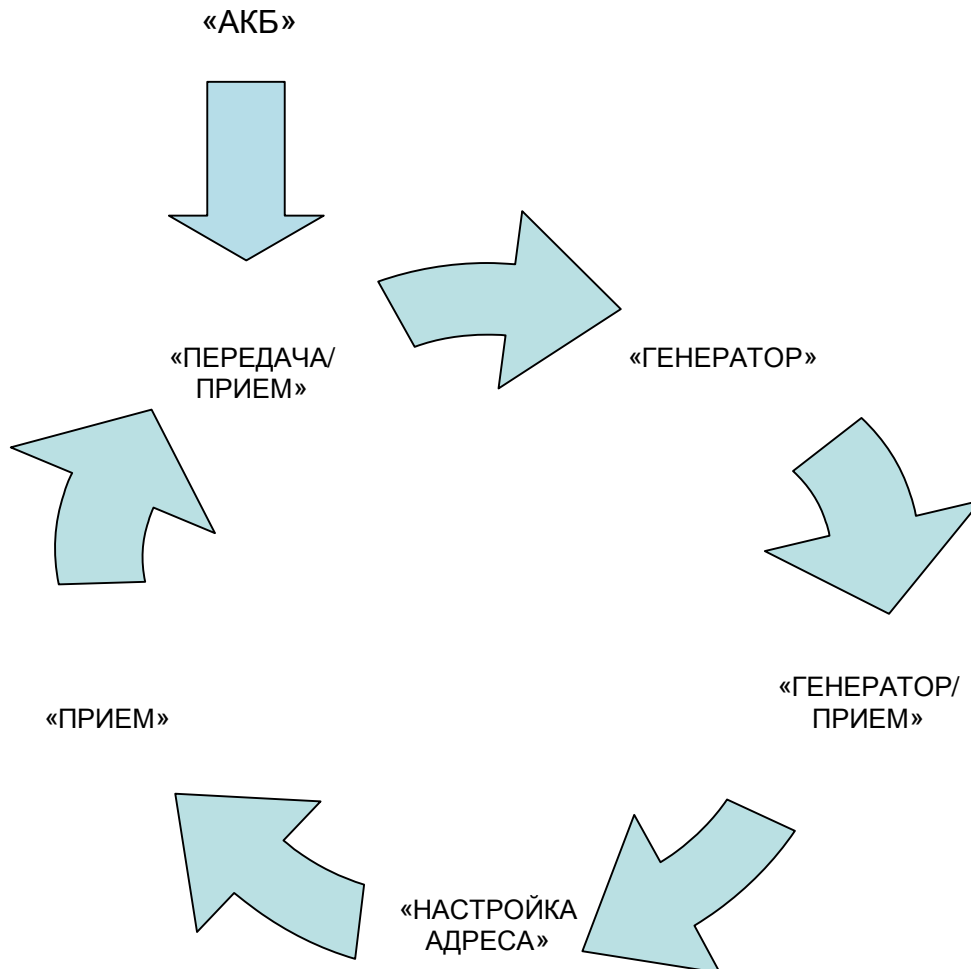 «АКБ»
«ПЕРЕДАЧА/
ПРИЕМ»
«ГЕНЕРАТОР»
«ГЕНЕРАТОР/
ПРИЕМ»
«НАСТРОЙКА
АДРЕСА»
«ПРИЕМ»